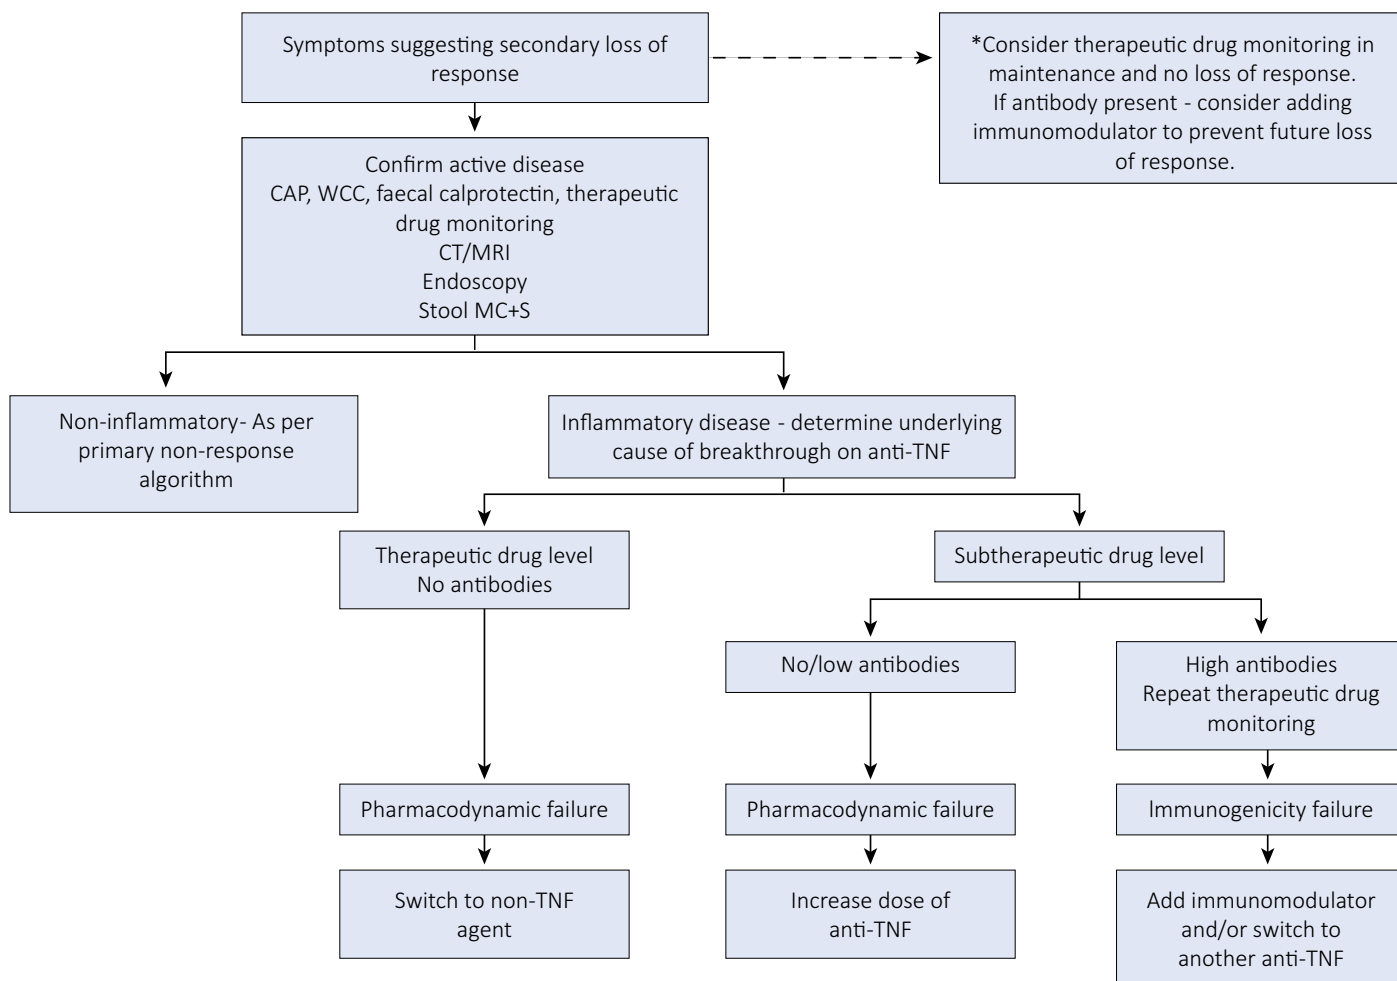 Symptoms suggesting secondary loss of
response
*Consider therapeutic drug monitoring in
maintenance and no loss of response.
If antibody present - consider adding
immunomodulator to prevent future loss
of response.
Confirm active disease
CAP, WCC, faecal calprotectin, therapeutic
drug monitoring
CT/MRI
Endoscopy
Stool MC+S
Non-inflammatory- As per
primary non-response
algorithm
Inflammatory disease - determine underlying
cause of breakthrough on anti-TNF
Therapeutic drug level
No antibodies
Subtherapeutic drug level
No/low antibodies
High antibodies
Repeat therapeutic drug
monitoring
Pharmacodynamic failure
Pharmacodynamic failure
Immunogenicity failure
Switch to non-TNF
agent
Increase dose of
anti-TNF
Add immunomodulator
and/or switch to
another anti-TNF